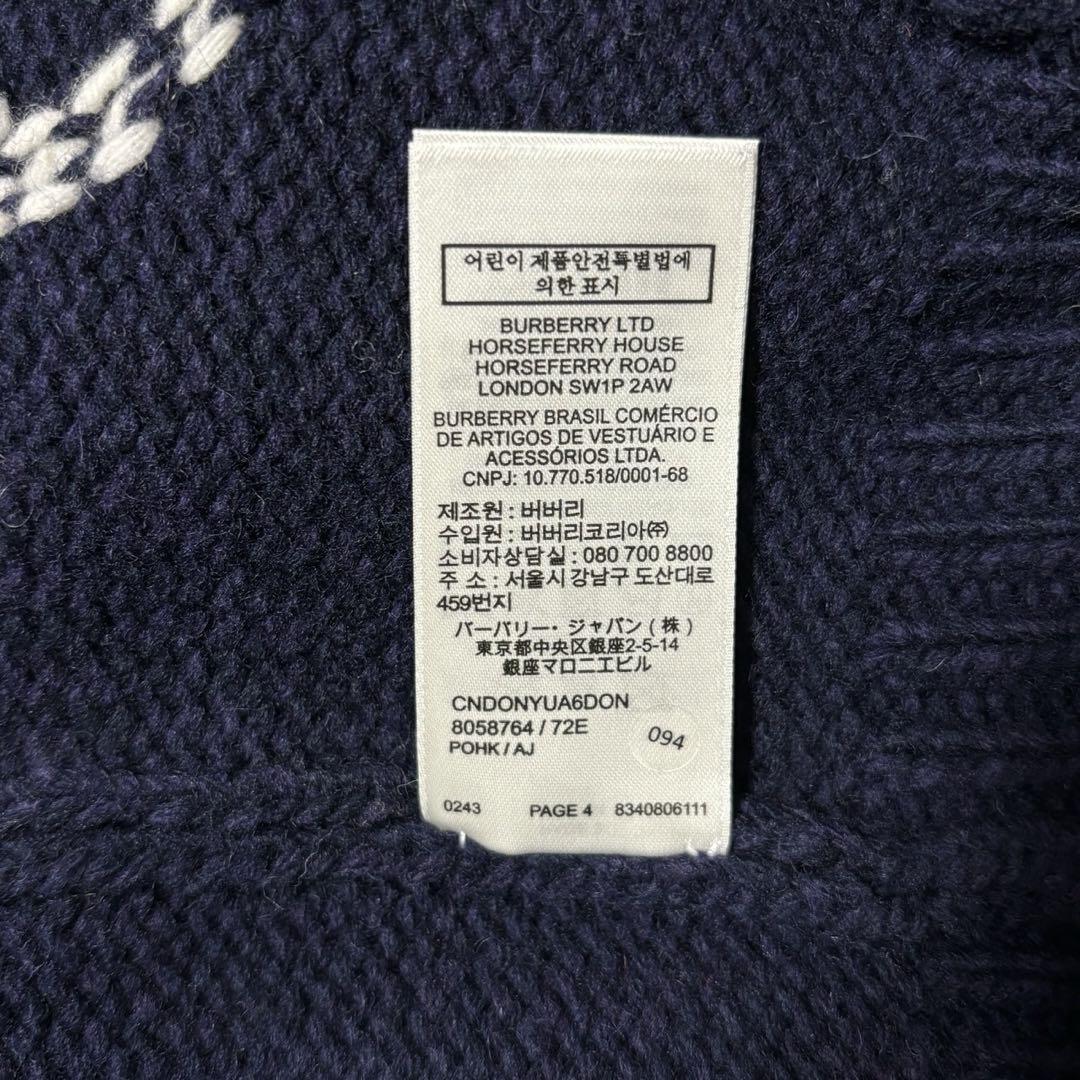 어린이 제품안전특별법에
의한 표시
BURBERRY LTD
HORSEFERRY HOUSE
HORSEFERRY ROAD
LONDON SW1P 2AW
BURBERRY BRASIL COMÉRCIO
DE ARTIGOS DE VESTUÁRIO E
ACESSÓRIOS LTDA.
CNPJ: 10.770.518/0001-68
제조원 : 버버리
수입원 : 버버리코리아㈜
소비자상담실 : 080 700 8800
주 소 : 서울시 강남구 도산대로
459번지
バーバリー・ジャパン(株)
東京都中央区銀座2-5-14
銀座マロニエビル
CNDONYUA6DON
8058764 / 72E
POHK / AJ
094
0243 PAGE 4 8340806111